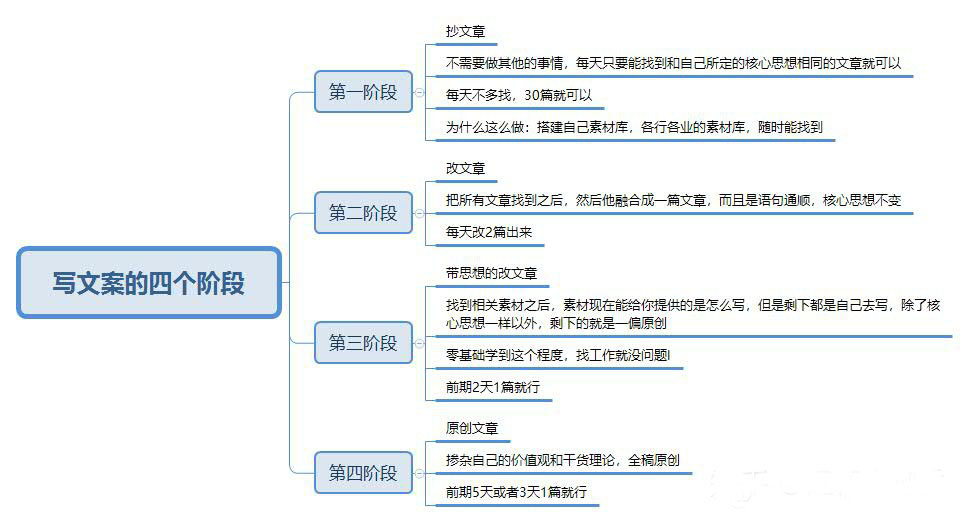 写文案的四个阶段
第一阶段
抄文章
不需要做其他的事情，每天只要能找到和自己所定的核心思想相同的文章就可以
每天不多找，30篇就可以
为什么这么做：搭建自己素材库，各行各业的素材库，随时能找到
第二阶段
改文章
把所有文章找到之后，然后他融合成一篇文章，而且是语句通顺，核心思想不变
每天改2篇出来
第三阶段
带思想的改文章
找到相关素材之后，素材现在能给你提供的是怎么写，但是剩下都是自己去写，除了核
心思想一样以外，剩下的就是一偏原创
零基础学到这个程度，找工作就没问题!
前期2天1篇就行
第四阶段
原创文章
掺杂自己的价值观和干货理论，全稿原创
前期5天或者3天1篇就行